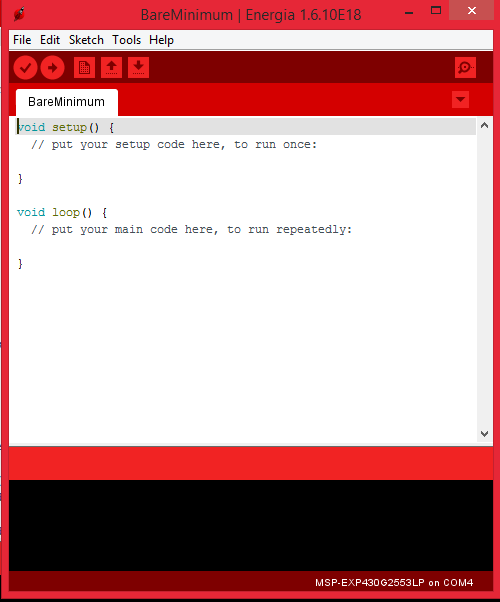 BareMinimum | Energia 1.6.10E18
File Edit Sketch Tools Help
BareMinimum
void setup() {
  // put your setup code here, to run once:
}
void loop() {
  // put your main code here, to run repeatedly:
}
MSP-EXP430G2553LP on COM4